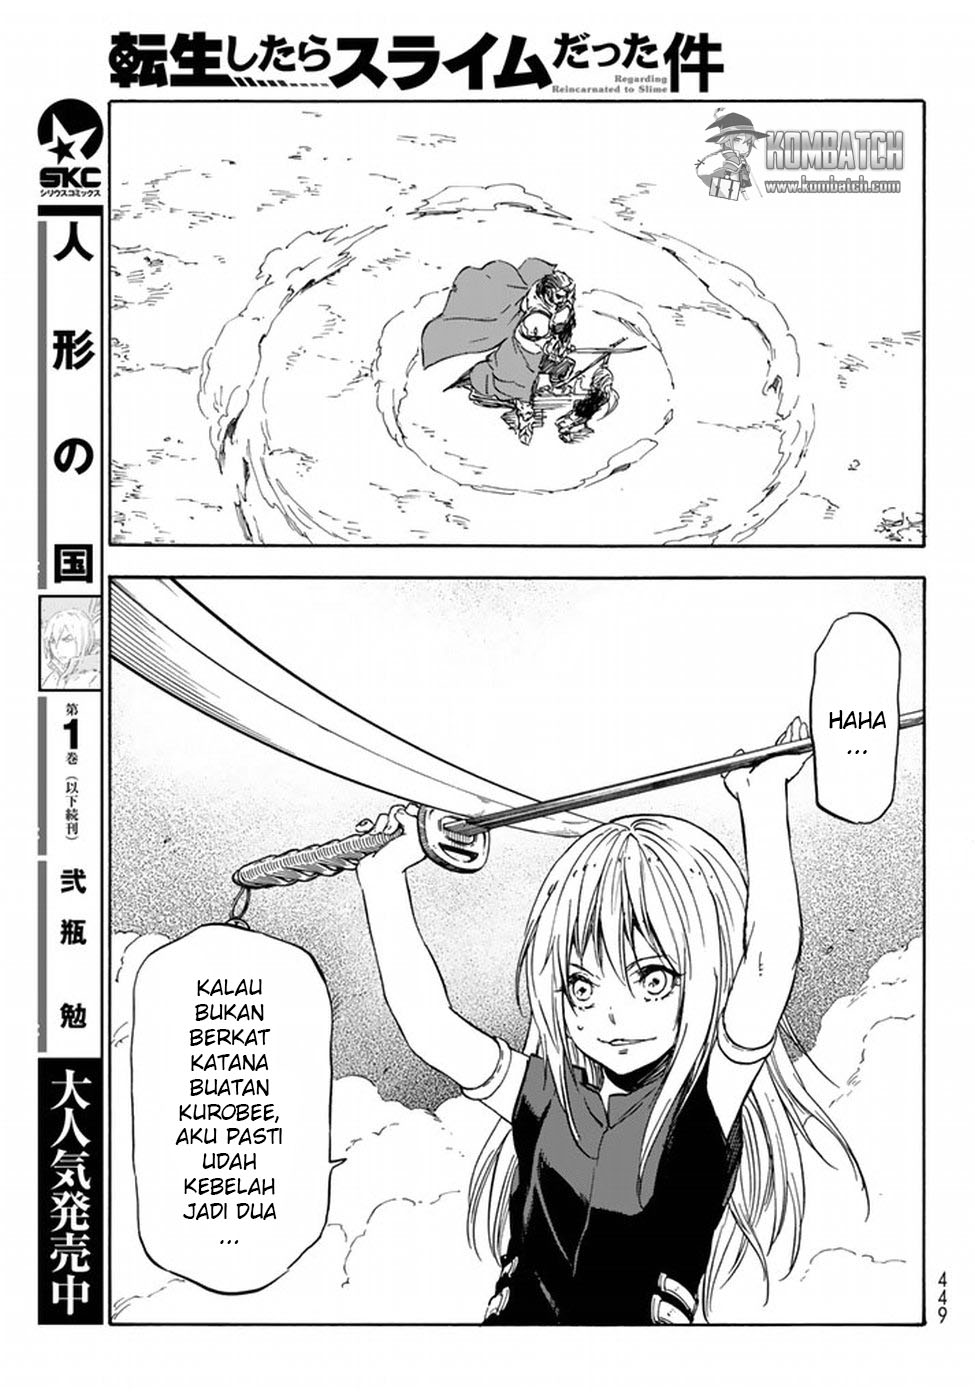 転生したらスライムだった件
Regarding
Reincarnated to Slime
KOMBATCH
www.kombatch.com
SKC
シリウスコミックス
人形の国
第1巻(以下続刊)
弐瓶勉
大人気発売中
HAHA
...
KALAU
BUKAN
BERKAT
KATANA
BUATAN
KUROBEE,
AKU PASTI
UDAH
KEBELAH
JADI DUA
...
449